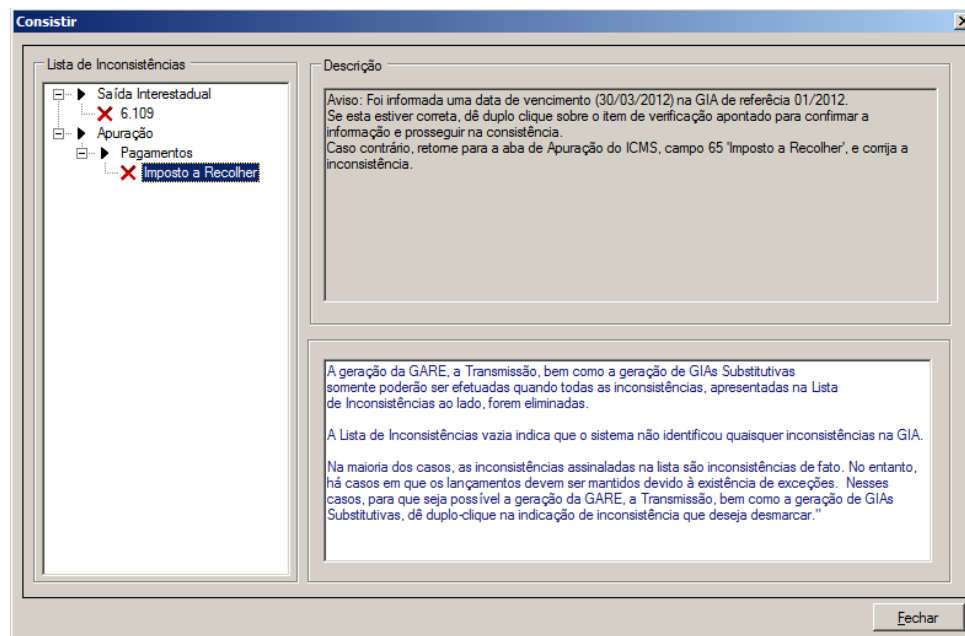 Consistir
Lista de Inconsistências
Saída Interestadual
6.109
Apuração
Pagamentos
Imposto a Recolher
Descrição
Aviso: Foi informada uma data de vencimento (30/03/2012) na GIA de referêcia 01/2012.
Se esta estiver correta, dê duplo clique sobre o item de verificação apontado para confirmar a
informação e prosseguir na consistência.
Caso contrário, retorne para a aba de Apuração do ICMS, campo 65 'Imposto a Recolher', e corrija a
inconsistência.
A geração da GARE, a Transmissão, bem como a geração de GIAs Substitutivas
somente poderão ser efetuadas quando todas as inconsistências, apresentadas na Lista
de Inconsistências ao lado, forem eliminadas.
A Lista de Inconsistências vazia indica que o sistema não identificou quaisquer inconsistências na GIA.
Na maioria dos casos, as inconsistências assinaladas na lista são inconsistências de fato. No entanto,
há casos em que os lançamentos devem ser mantidos devido à existência de exceções. Nesses
casos, para que seja possível a geração da GARE, a Transmissão, bem como a geração de GIAs
Substitutivas, dê duplo-clique na indicação de inconsistência que deseja desmarcar."
Fechar